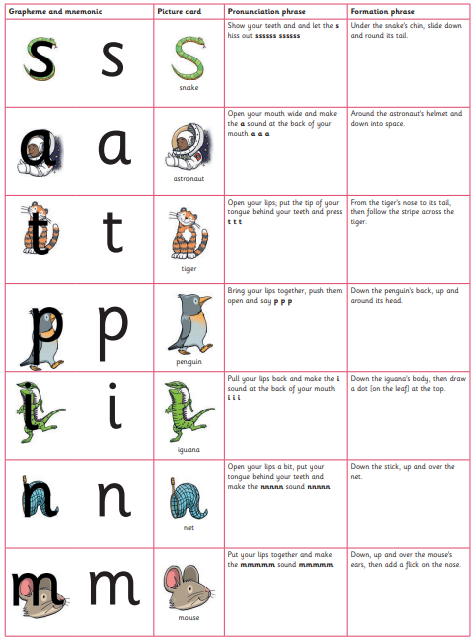 Grapheme and mnemonic Picture card Pronunciation phrase Formation phrase
s s
snake
Show your teeth and and let the s
hiss out ssssss ssssss
Under the snake's chin, slide down
and round its tail.
a a
astronaut
Open your mouth wide and make
the a sound at the back of your
mouth a a a
Around the astronaut's helmet and
down into space.
t t
tiger
Open your lips; put the tip of your
tongue behind your teeth and press
t t t
From the tiger's nose to its tail,
then follow the stripe across the
tiger.
p p
penguin
Bring your lips together, push them
open and say p p p
Down the penguin's back, up and
around its head.
i i
iguana
Pull your lips back and make the i
sound at the back of your mouth
i i i
Down the iguana's body, then draw
a dot (on the leaf) at the top.
n n
net
Open your lips a bit, put your
tongue behind your teeth and
make the nnnnn sound nnnnn
Down the stick, up and over the
net.
m m
mouse
Put your lips together and make
the mmmmm sound mmmmm
Down, up and over the mouse's
ears, then add a flick on the nose.